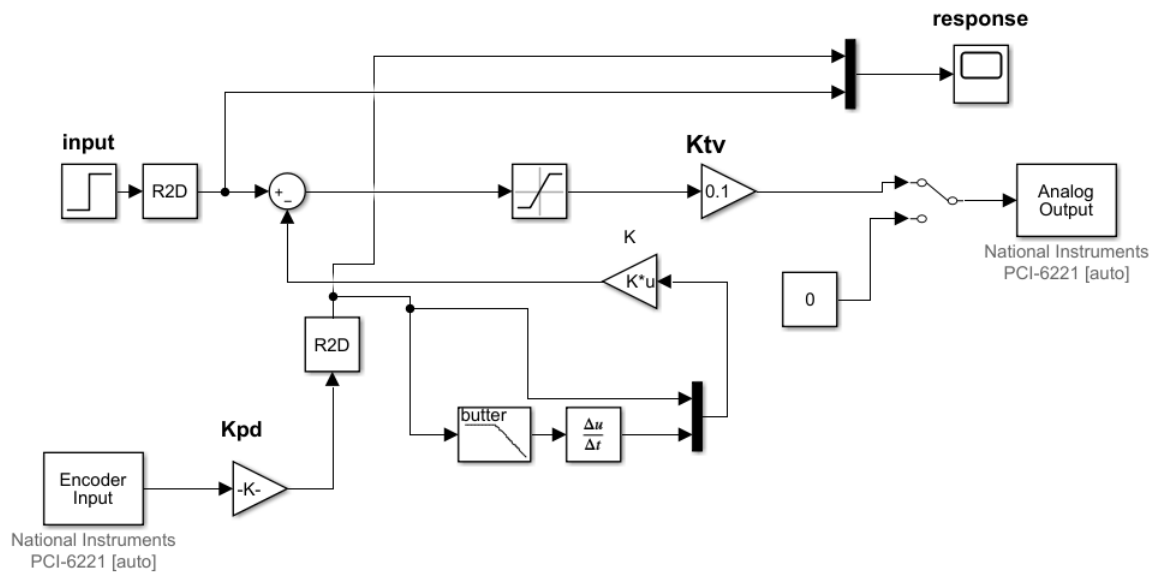 response
input
R2D
+
−
Ktv
0.1
Analog
Output
National Instruments
PCI-6221 [auto]
K
K*u
0
R2D
butter
Δu
Δt
Kpd
-K-
Encoder
Input
National Instruments
PCI-6221 [auto]